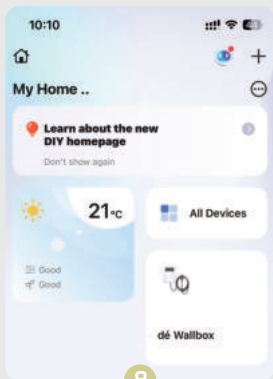 10:10
My Home ..
Learn about the new
DIY homepage
Don't show again
21°C
All Devices
Good
Good
dé Wallbox